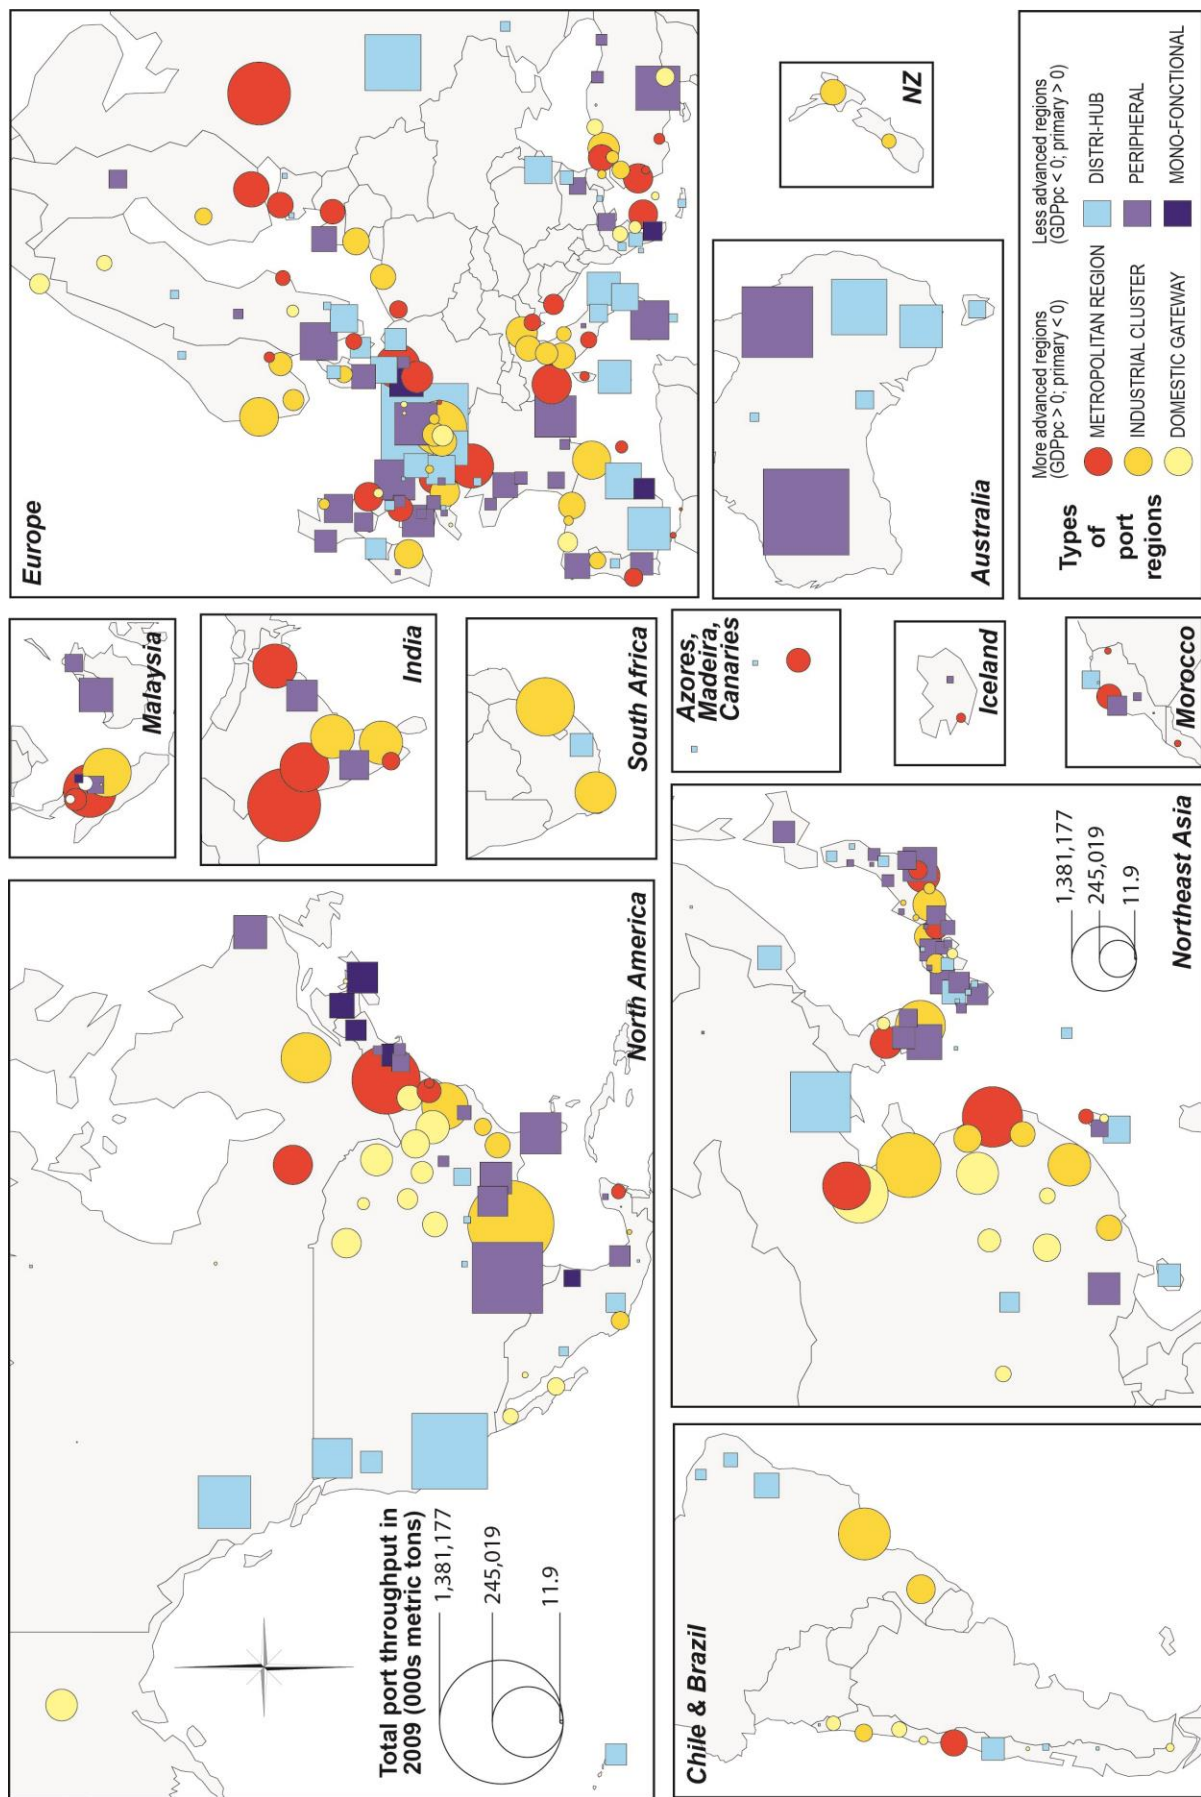 North America
Total port throughput in
2009 (000s metric tons)
1,381,177
245,019
11.9
Malaysia
India
South Africa
Europe
Chile & Brazil
Northeast Asia
1,381,177
245,019
11.9
Azores,
Madeira,
Canaries
Iceland
Morocco
Australia
NZ
Types
of
port
regions
More advanced regions
(GDPpc > 0; primary < 0)
METROPOLITAN REGION
INDUSTRIAL CLUSTER
DOMESTIC GATEWAY
Less advanced regions
(GDPpc < 0; primary > 0)
DISTRI-HUB
PERIPHERAL
MONO-FONCTIONAL